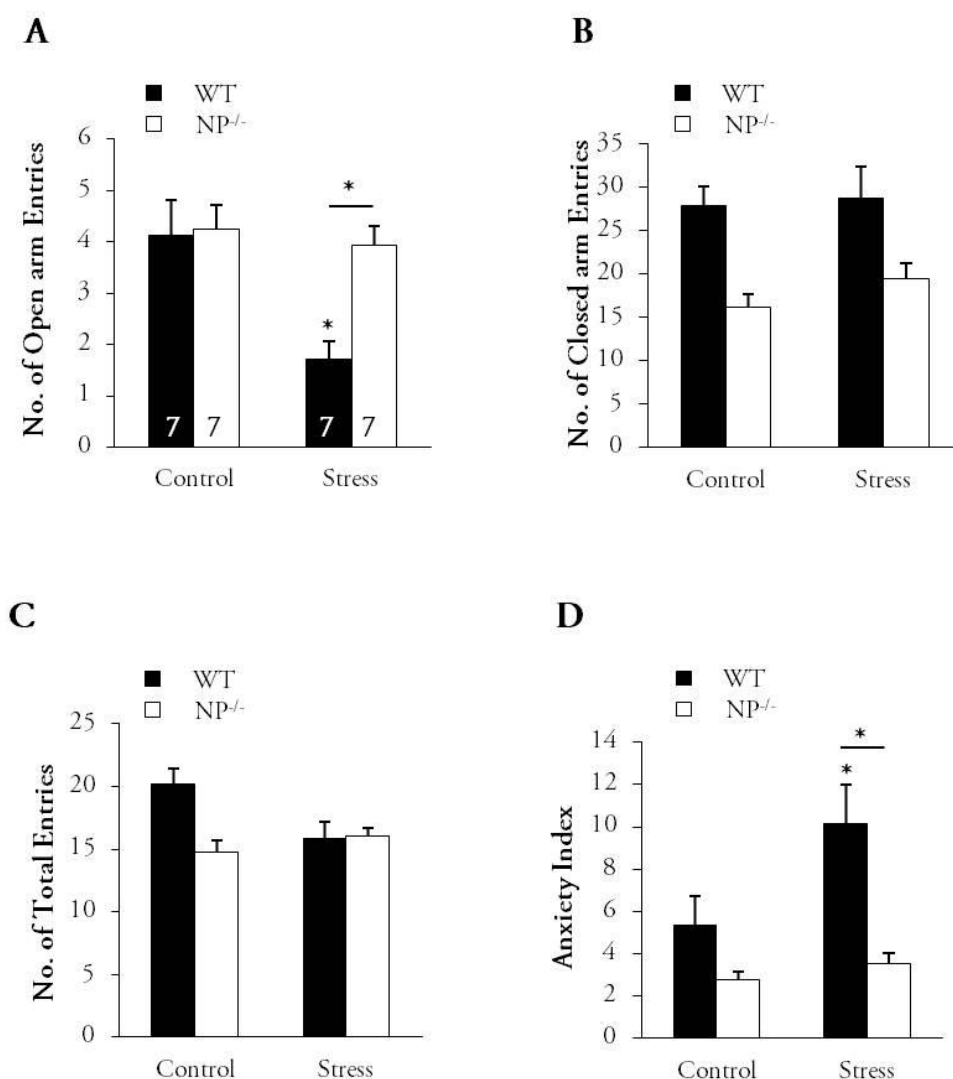 A
WT
NP-/-
No. of Open arm Entries
6
5
4
3
2
1
0
*
*
7 7 7 7
Control Stress
B
WT
NP-/-
No. of Closed arm Entries
35
30
25
20
15
10
5
0
Control Stress
C
WT
NP-/-
No. of Total Entries
25
20
15
10
5
0
Control Stress
D
WT
NP-/-
Anxiety Index
14
12
10
8
6
4
2
0
*
*
Control Stress